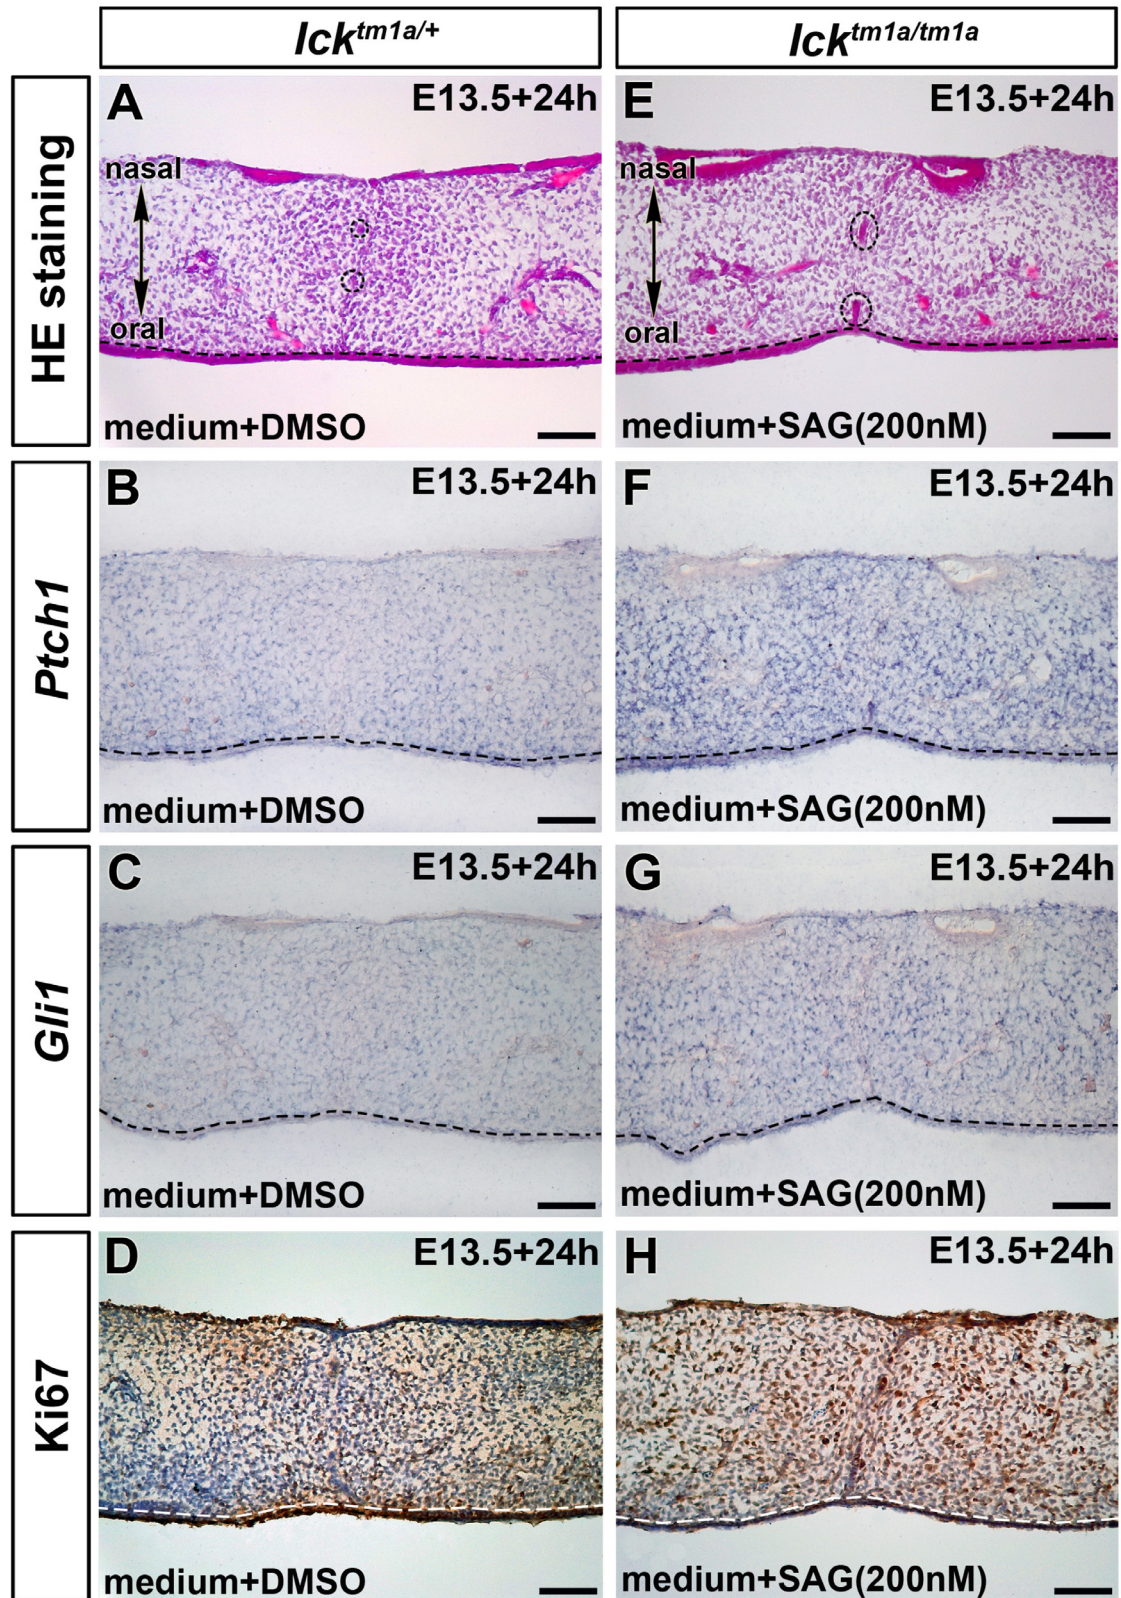 Ick^tm1a/+
Ick^tm1a/tm1a
HE staining
A
E13.5+24h
nasal
oral
medium+DMSO
E
E13.5+24h
nasal
oral
medium+SAG(200nM)
Ptch1
B
E13.5+24h
medium+DMSO
F
E13.5+24h
medium+SAG(200nM)
Gli1
C
E13.5+24h
medium+DMSO
G
E13.5+24h
medium+SAG(200nM)
Ki67
D
E13.5+24h
medium+DMSO
H
E13.5+24h
medium+SAG(200nM)